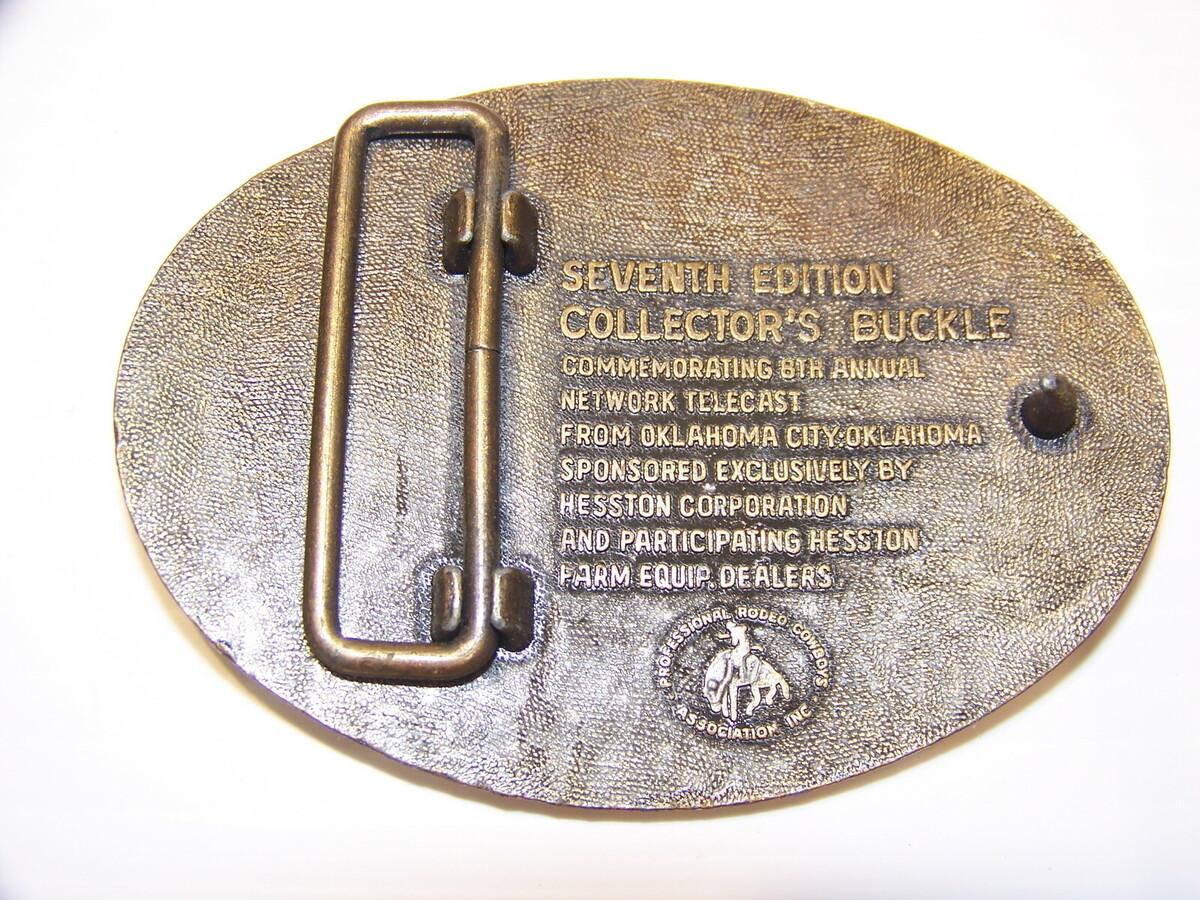 SEVENTH EDITION
COLLECTOR'S BUCKLE
COMMEMORATING 8TH ANNUAL
NETWORK TELECAST
FROM OKLAHOMA CITY-OKLAHOMA
SPONSORED EXCLUSIVELY BY
HESSTON CORPORATION
AND PARTICIPATING HESSTON
FARM EQUIP. DEALERS
PROFESSIONAL RODEO COWBOYS
ASSOCIATION INC